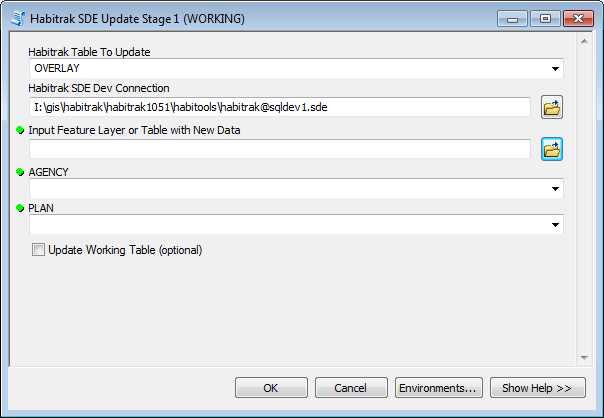 Habitrak SDE Update Stage 1 (WORKING)
Habitrak Table To Update
OVERLAY
Habitrak SDE Dev Connection
I:\gis\habitrak\habitrak1051\habitools\habitrak@sqldev1.sde
Input Feature Layer or Table with New Data
AGENCY
PLAN
Update Working Table (optional)
OK Cancel Environments... Show Help >>